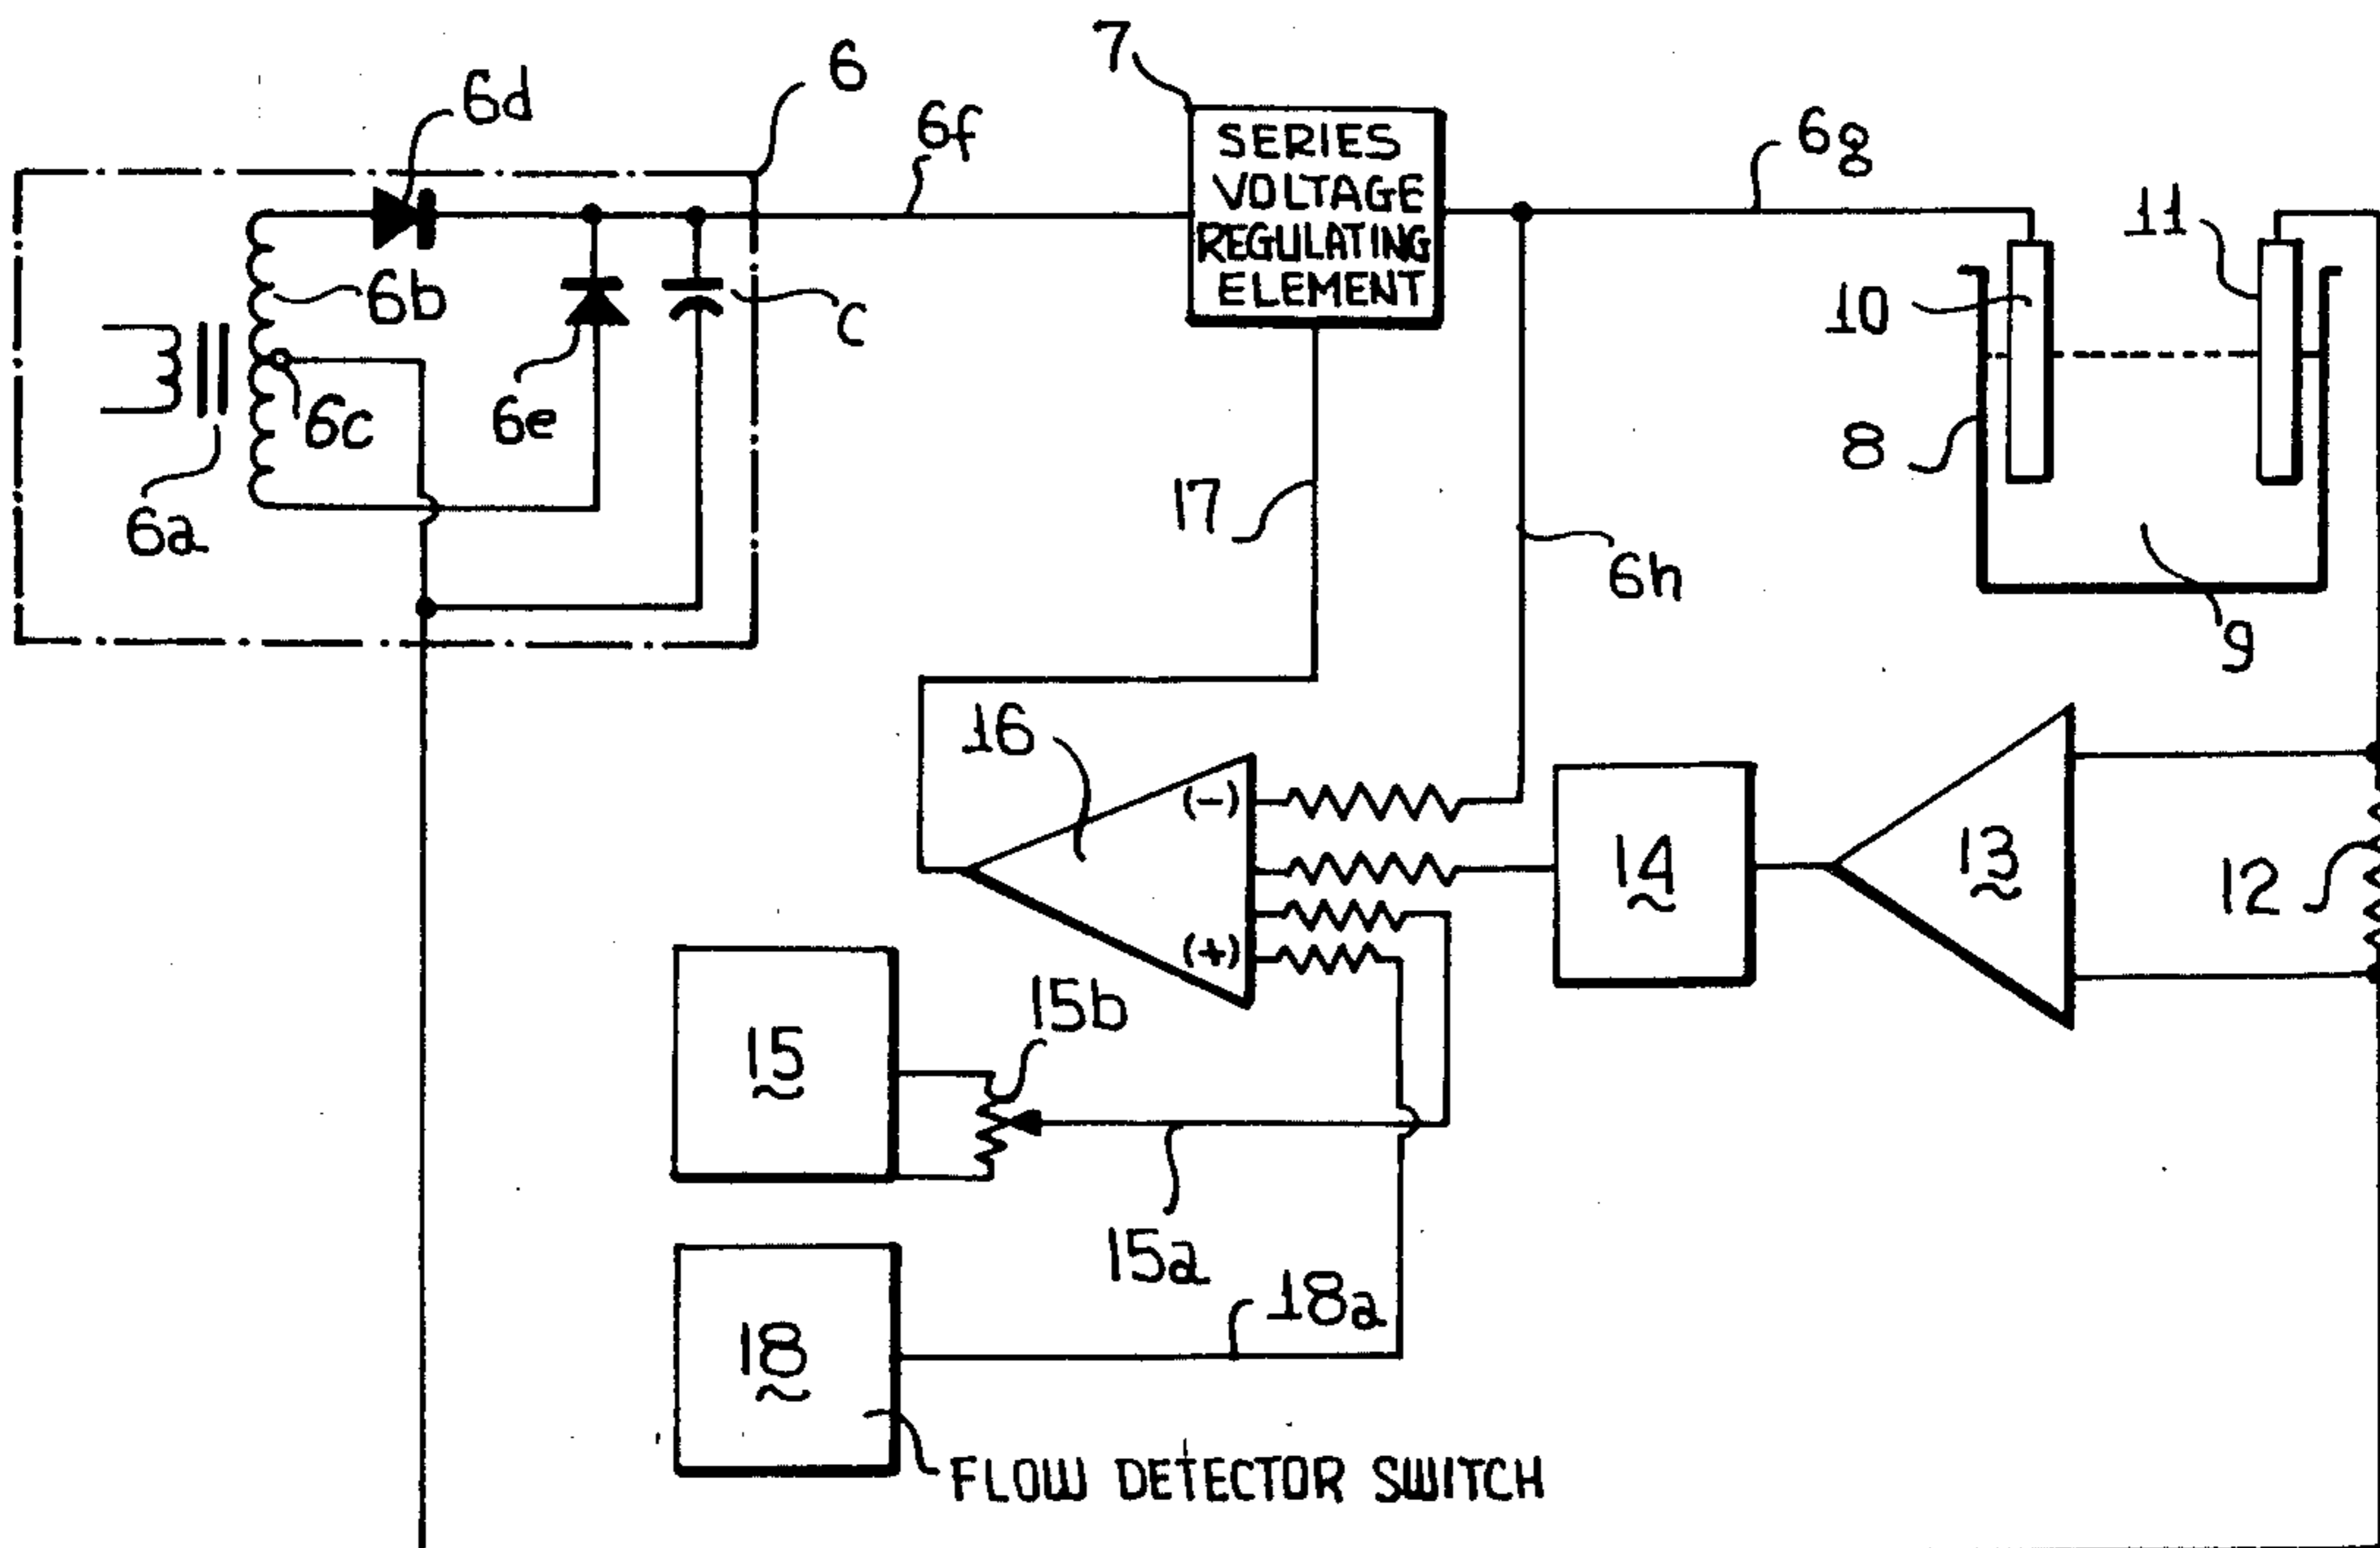 7
6
6d
6f
SERIES
VOLTAGE
REGULATING
ELEMENT
6g
11
6b
C
10
6c
6e
8
6a
17
6h
9
16
(-)
14
13
12
(+)
15b
15
15a
18a
18
FLOW DETECTOR SWITCH